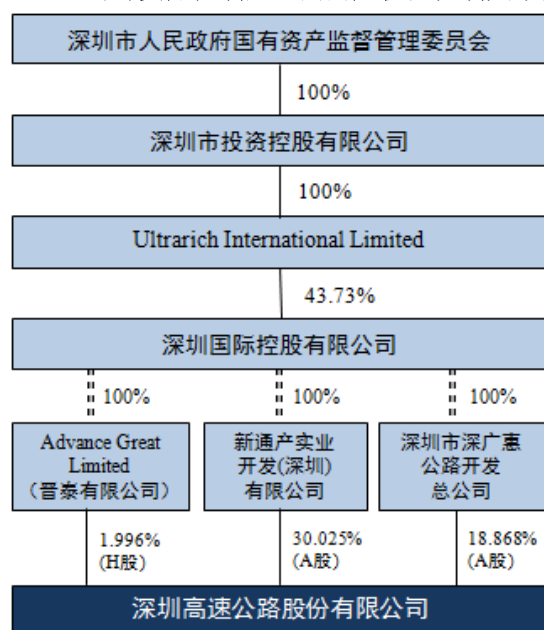 深圳市人民政府国有资产监督管理委员会
100%
深圳市投资控股有限公司
100%
Ultrarich International Limited
43.73%
深圳国际控股有限公司
100%
100%
100%
Advance Great
Limited
（晋泰有限公司）
新通产实业
开发(深圳)
有限公司
深圳市深广惠
公路开发
总公司
1.996%
(H股)
30.025%
(A股)
18.868%
(A股)
深圳高速公路股份有限公司